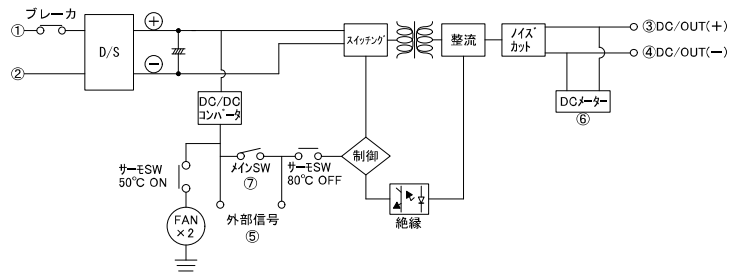 ブレーカ
①
②
D/S
＋
−
スイッチング
整流
ノイズ
カット
③DC/OUT(＋)
④DC/OUT(−)
DCメーター
⑥
DC/DC
コンバータ
サーモSW
50℃ ON
メインSW
⑦
サーモSW
80℃ OFF
制御
FAN
×2
外部信号
⑤
絶縁